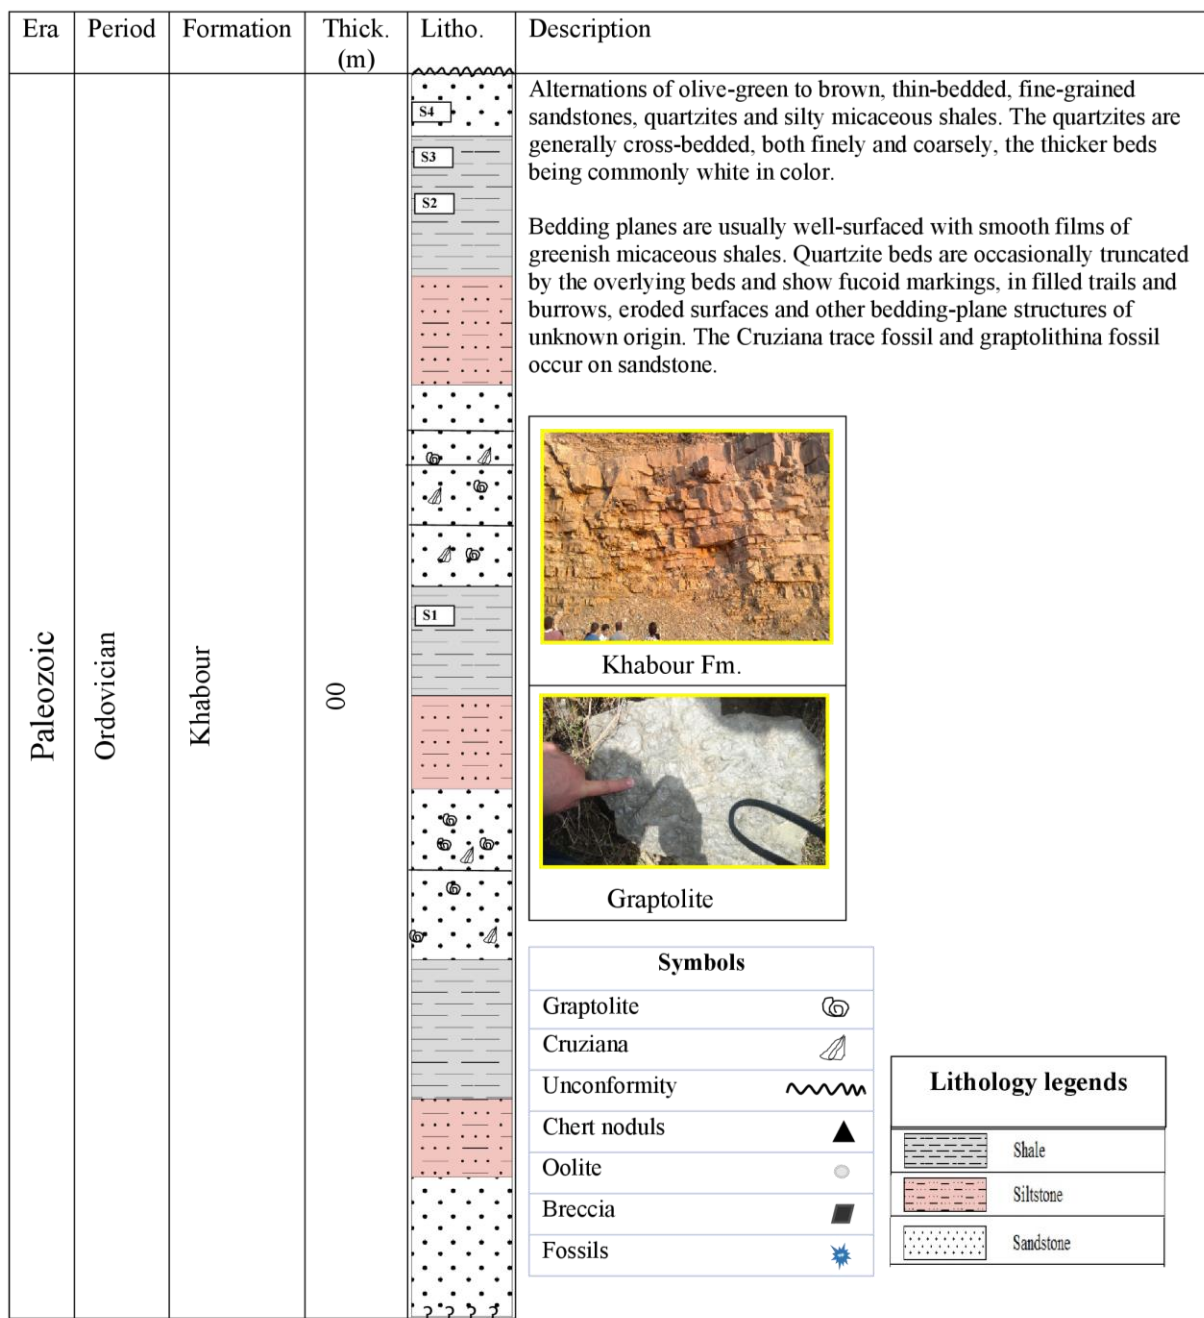 Era Period Formation Thick. (m) Litho. Description
S4
S3
S2
S1
Paleozoic
Ordovician
Khabour
00
Alternations of olive-green to brown, thin-bedded, fine-grained
sandstones, quartzites and silty micaceous shales. The quartzites are
generally cross-bedded, both finely and coarsely, the thicker beds
being commonly white in color.
Bedding planes are usually well-surfaced with smooth films of
greenish micaceous shales. Quartzite beds are occasionally truncated
by the overlying beds and show fucoid markings, in filled trails and
burrows, eroded surfaces and other bedding-plane structures of
unknown origin. The Cruziana trace fossil and graptolithina fossil
occur on sandstone.
Khabour Fm.
Graptolite
Symbols
Graptolite
Cruziana
Unconformity
Chert noduls
Oolite
Breccia
Fossils
Lithology legends
Shale
Siltstone
Sandstone
? ? ? ?